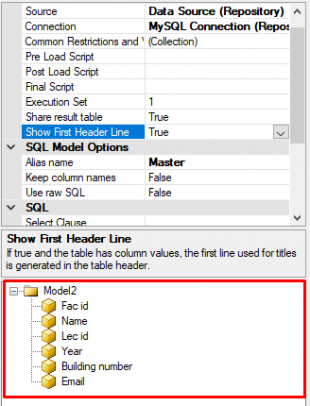 Source Data Source (Repository)
Connection MySQL Connection (Repos
Common Restrictions and (Collection)
Pre Load Script
Post Load Script
Final Script
Execution Set 1
Share result table True
Show First Header Line True
SQL Model Options
Alias name Master
Keep column names False
Use raw SQL False
SQL
Select Clause
Show First Header Line
If true and the table has column values, the first line used for titles
is generated in the table header.
Model2
Fac id
Name
Lec id
Year
Building number
Email